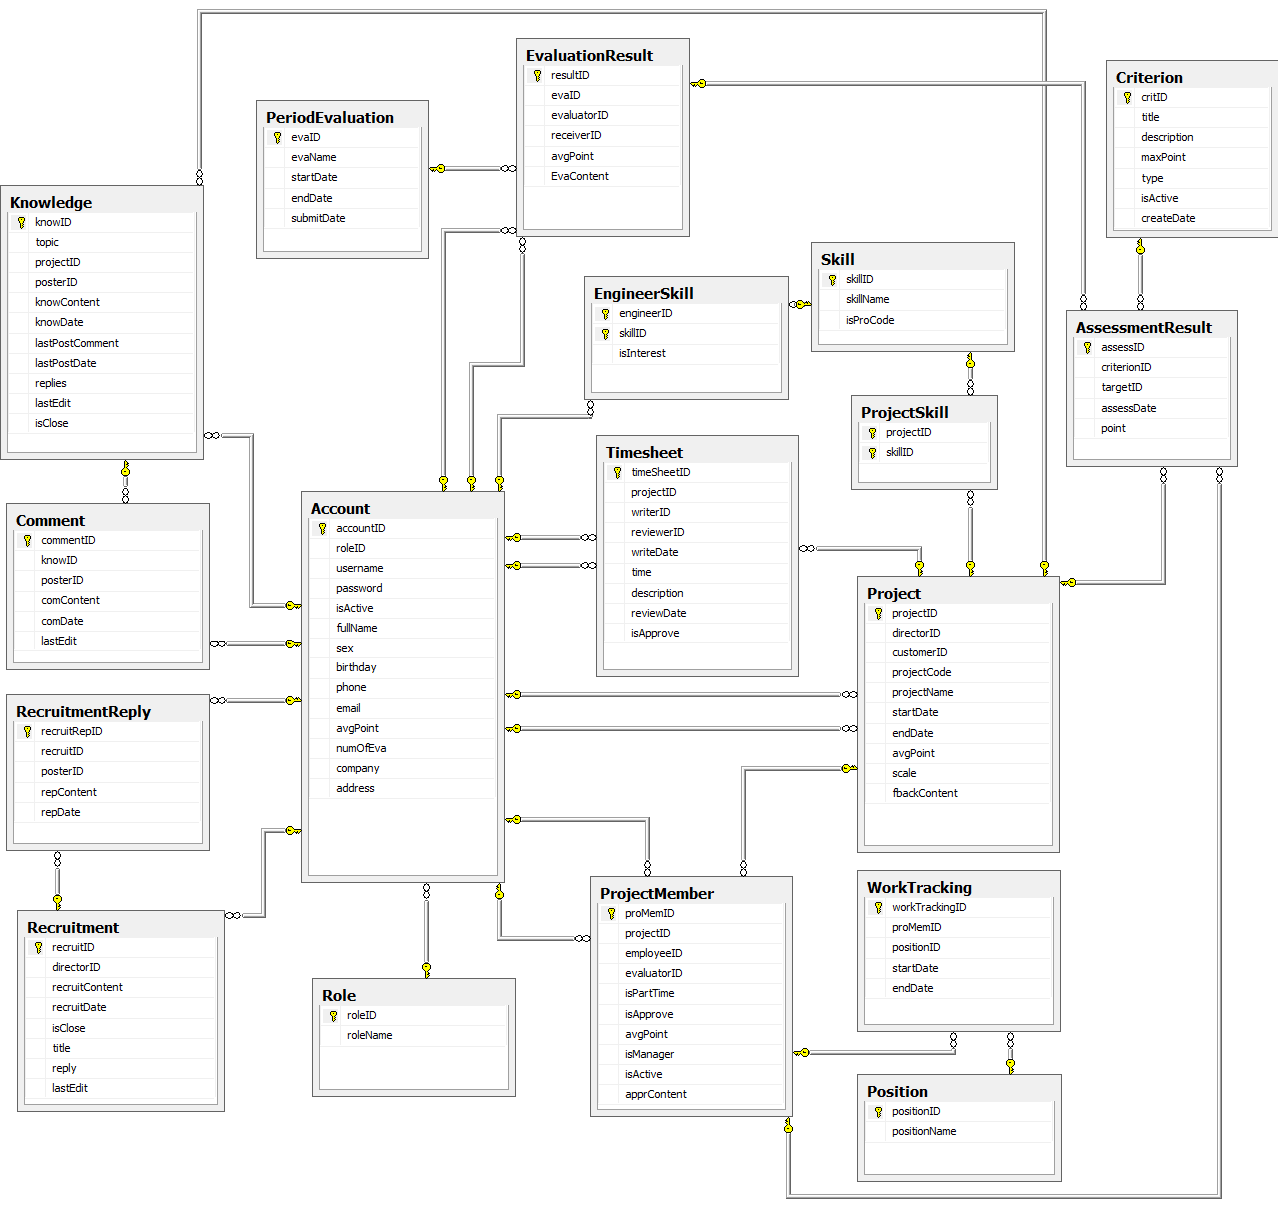 EvaluationResult
resultID
evaID
evaluatorID
receiverID
avgPoint
EvaContent
Criterion
critID
title
description
maxPoint
type
isActive
createDate
PeriodEvaluation
evaID
evaName
startDate
endDate
submitDate
Knowledge
knowID
topic
projectID
posterID
knowContent
knowDate
lastPostComment
lastPostDate
replies
lastEdit
isClose
Skill
skillID
skillName
isProCode
EngineerSkill
engineerID
skillID
isInterest
AssessmentResult
assessID
criterionID
targetID
assessDate
point
ProjectSkill
projectID
skillID
Timesheet
timeSheetID
projectID
writerID
reviewerID
writeDate
time
description
reviewDate
isApprove
Account
accountID
roleID
username
password
isActive
fullName
sex
birthday
phone
email
avgPoint
numOfEva
company
address
Comment
commentID
knowID
posterID
comContent
comDate
lastEdit
Project
projectID
directorID
customerID
projectCode
projectName
startDate
endDate
avgPoint
scale
fbackContent
RecruitmentReply
recruitRepID
recruitID
posterID
repContent
repDate
ProjectMember
proMemID
projectID
employeeID
evaluatorID
isPartTime
isApprove
avgPoint
isManager
isActive
apprContent
WorkTracking
workTrackingID
proMemID
positionID
startDate
endDate
Recruitment
recruitID
directorID
recruitContent
recruitDate
isClose
title
reply
lastEdit
Role
roleID
roleName
Position
positionID
positionName